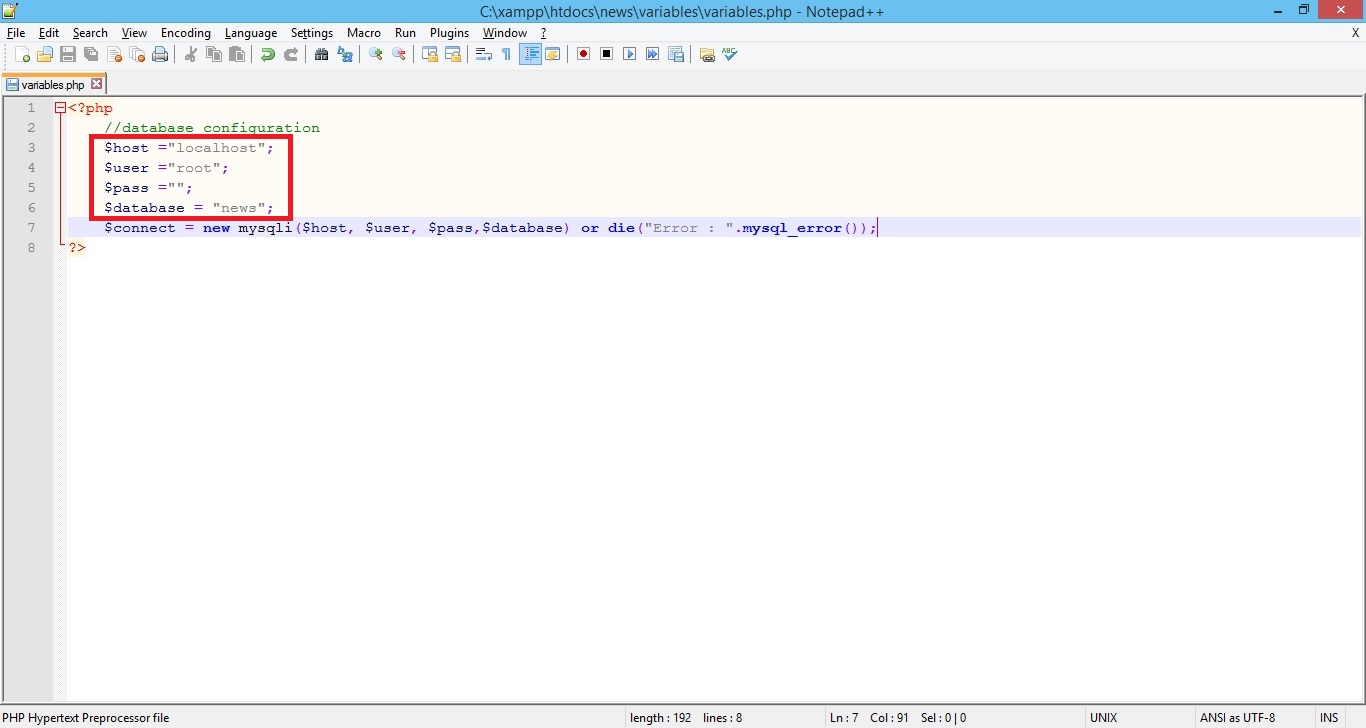 C:\xampp\htdocs\news\variables\variables.php - Notepad++
File Edit Search View Encoding Language Settings Macro Run Plugins Window ? X
variables.php
1 <?php
2 //database configuration
3 $host ="localhost";
4 $user ="root";
5 $pass ="";
6 $database = "news";
7 $connect = new mysqli($host, $user, $pass,$database) or die("Error : ".mysql_error());
8 ?>
PHP Hypertext Preprocessor file length : 192 lines : 8 Ln : 7 Col : 91 Sel : 0 | 0 UNIX ANSI as UTF-8 INS